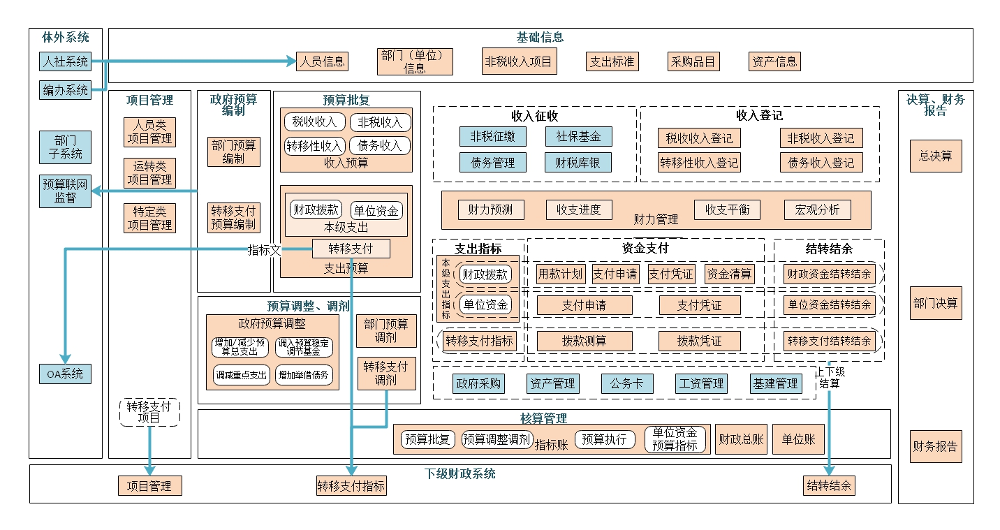 体外系统
人社系统
编办系统
部门
子系统
预算联网
监督
OA系统
基础信息
人员信息
部门（单位）
信息
非税收入项目
支出标准
采购品目
资产信息
项目管理
人员类
项目管理
运转类
项目管理
特定类
项目管理
转移支付
项目
政府预算
编制
部门预算
编制
转移支付
预算编制
预算批复
税收收入
非税收入
转移性收入
债务收入
收入预算
财政拨款
单位资金
本级支出
转移支付
支出预算
指标文
预算调整、调剂
政府预算调整
增加/减少预
算总支出
调入预算稳定
调节基金
调减重点支出
增加举借债务
部门预算
调剂
转移支付
调剂
收入征收
非税征缴
社保基金
债务管理
财税库银
收入登记
税收收入登记
非税收入登记
转移性收入登记
债务收入登记
财力预测
收支进度
收支平衡
宏观分析
财力管理
支出指标
本级支出指标
财政拨款
单位资金
转移支付指标
资金支付
用款计划
支付申请
支付凭证
资金清算
支付申请
支付凭证
拨款测算
拨款凭证
结转结余
财政资金结转结余
单位资金结转结余
转移支付结转结余
政府采购
资产管理
公务卡
工资管理
基建管理
上下级
结算
核算管理
预算批复
预算调整调剂
指标账
预算执行
单位资金
预算指标
财政总账
单位账
决算、财务
报告
总决算
部门决算
财务报告
下级财政系统
项目管理
转移支付指标
结转结余